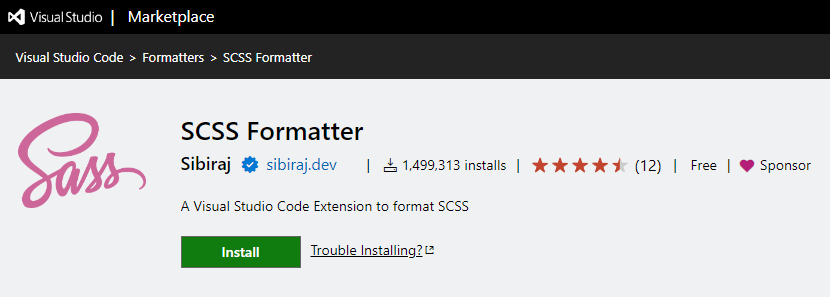 Visual Studio | Marketplace
Visual Studio Code > Formatters > SCSS Formatter
Sass
SCSS Formatter
Sibiraj sibiraj.dev | 1,499,313 installs | (12) | Free | Sponsor
A Visual Studio Code Extension to format SCSS
Install Trouble Installing?